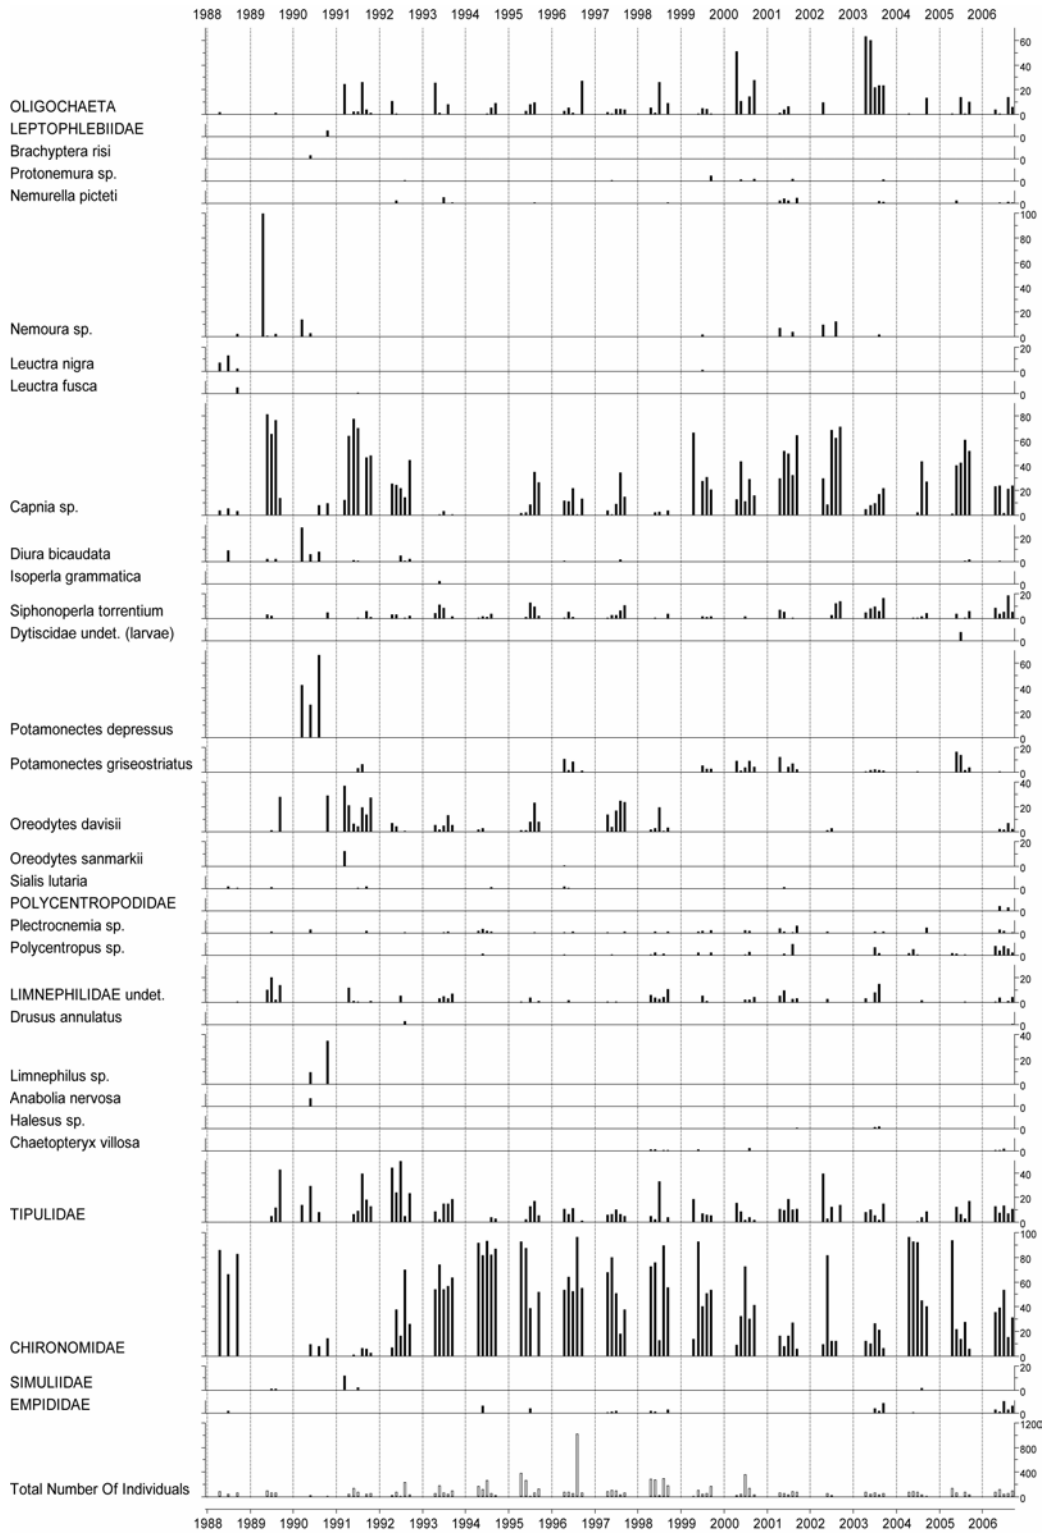 1988 1989 1990 1991 1992 1993 1994 1995 1996 1997 1998 1999 2000 2001 2002 2003 2004 2005 2006
60
40
20
OLIGOCHAETA 0
LEPTOPHLEBIIDAE
0
Brachyptera risi
0
Protonemura sp.
0
Nemurella picteti
0
100
80
60
40
20
Nemoura sp.
0
20
Leuctra nigra
0
Leuctra fusca
0
80
60
40
20
Capnia sp.
0
20
Diura bicaudata
0
Isoperla grammatica
0
20
Siphonoperla torrentium
0
Dytiscidae undet. (larvae)
0
60
40
20
Potamonectes depressus
0
20
Potamonectes griseostriatus
0
40
20
Oreodytes davisii
0
20
Oreodytes sanmarkii
0
Sialis lutaria
0
POLYCENTROPODIDAE
0
Plectrocnemia sp.
0
Polycentropus sp.
0
20
LIMNEPHILIDAE undet.
0
Drusus annulatus
0
40
20
Limnephilus sp.
0
Anabolia nervosa
0
Halesus sp.
0
Chaetopteryx villosa
0
40
20
TIPULIDAE
0
100
80
60
40
20
CHIRONOMIDAE
0
20
SIMULIIDAE
0
EMPIDIDAE
0
1200
800
400
Total Number Of Individuals
0
1988 1989 1990 1991 1992 1993 1994 1995 1996 1997 1998 1999 2000 2001 2002 2003 2004 2005 2006